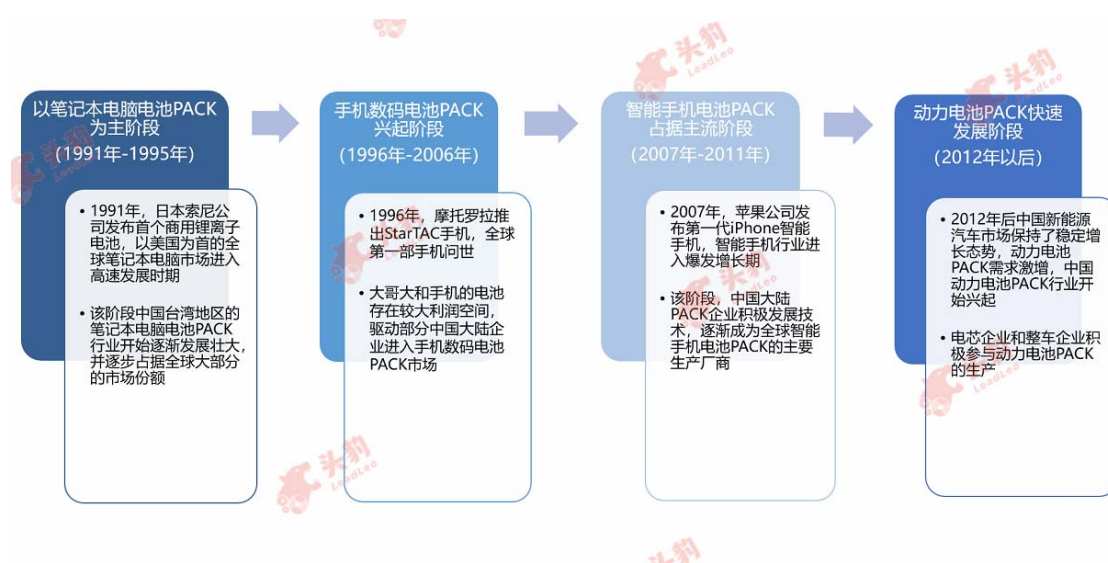 以笔记本电脑电池PACK
为主阶段
(1991年-1995年)
• 1991年，日本索尼公
司发布首个商用锂离子
电池，以美国为首的全
球笔记本电脑市场进入
高速发展时期
• 该阶段中国台湾地区的
笔记本电脑电池PACK
行业开始逐渐发展壮大，
并逐步占据全球大部分
的市场份额
手机数码电池PACK
兴起阶段
(1996年-2006年)
• 1996年，摩托罗拉推
出StarTAC手机，全球
第一部手机问世
• 大哥大和手机的电池
存在较大利润空间，
驱动部分中国大陆企
业进入手机数码电池
PACK市场
智能手机电池PACK
占据主流阶段
(2007年-2011年)
• 2007年，苹果公司发
布第一代iPhone智能
手机，智能手机行业进
入爆发增长期
• 该阶段，中国大陆
PACK企业积极发展技
术，逐渐成为全球智能
手机电池PACK的主要
生产厂商
动力电池PACK快速
发展阶段
(2012年以后)
• 2012年后中国新能源
汽车市场保持了稳定增
长态势，动力电池
PACK需求激增，中国
动力电池PACK行业开
始兴起
• 电芯企业和整车企业积
极参与动力电池PACK
的生产
头豹
LeadLeo
头豹
LeadLeo
头豹
LeadLeo
头豹
LeadLeo
头豹
LeadLeo
头豹
LeadLeo
头豹